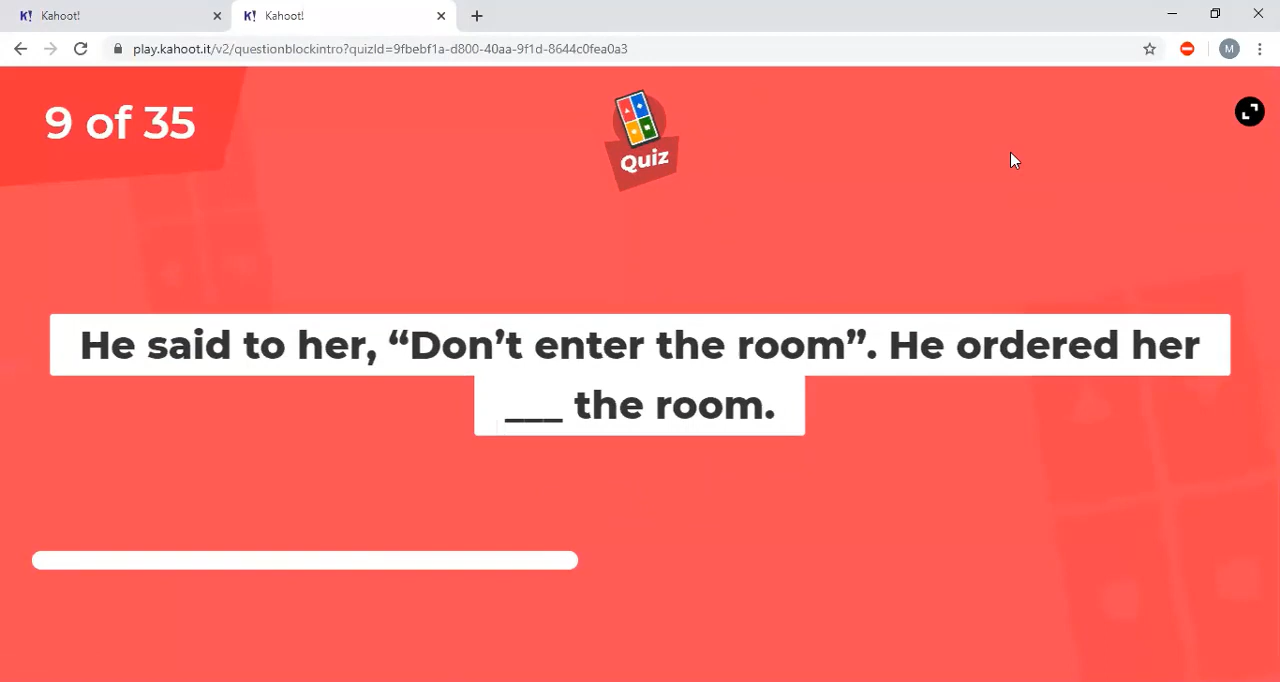 K! Kahoot!
K! Kahoot!
play.kahoot.it/v2/questionblockintro?quizId=9fbebf1a-d800-40aa-9f1d-8644c0fea0a3
M
9 of 35
Quiz
He said to her, “Don’t enter the room”. He ordered her
___ the room.